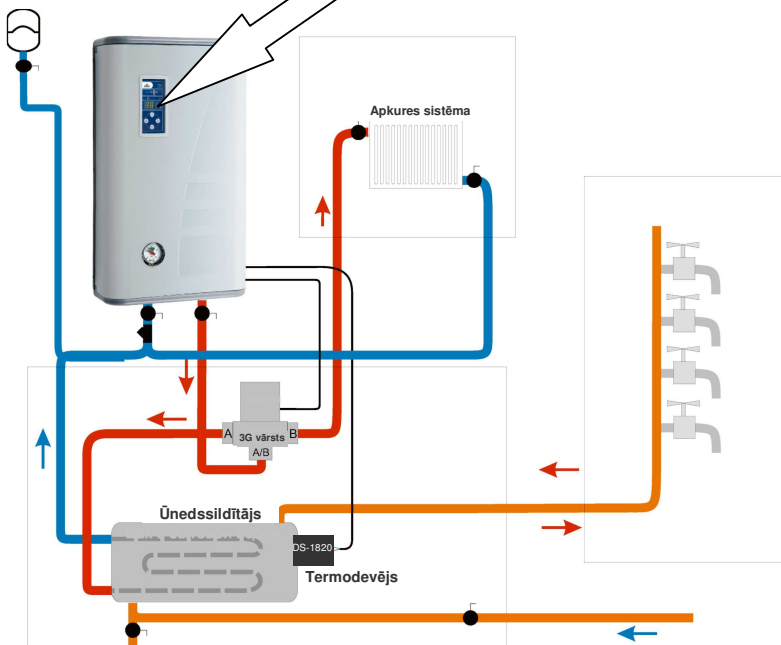 Apkures sistēma
A
3G vārsts
B
A/B
Ūnedssildītājs
DS-1820
Termodevējs